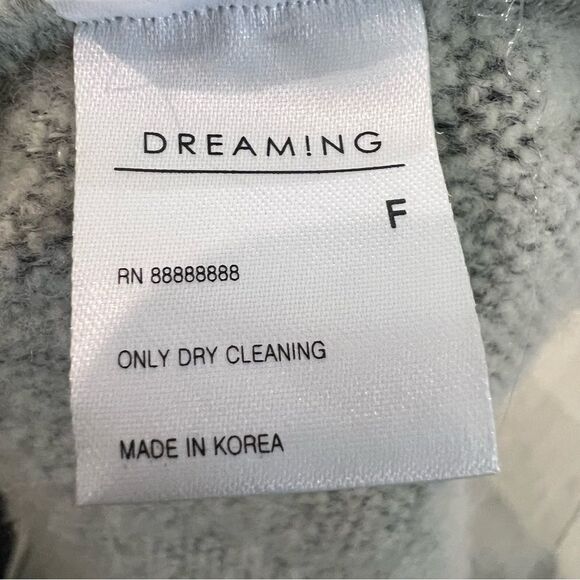 DREAM!NG
F
RN 88888888
ONLY DRY CLEANING
MADE IN KOREA